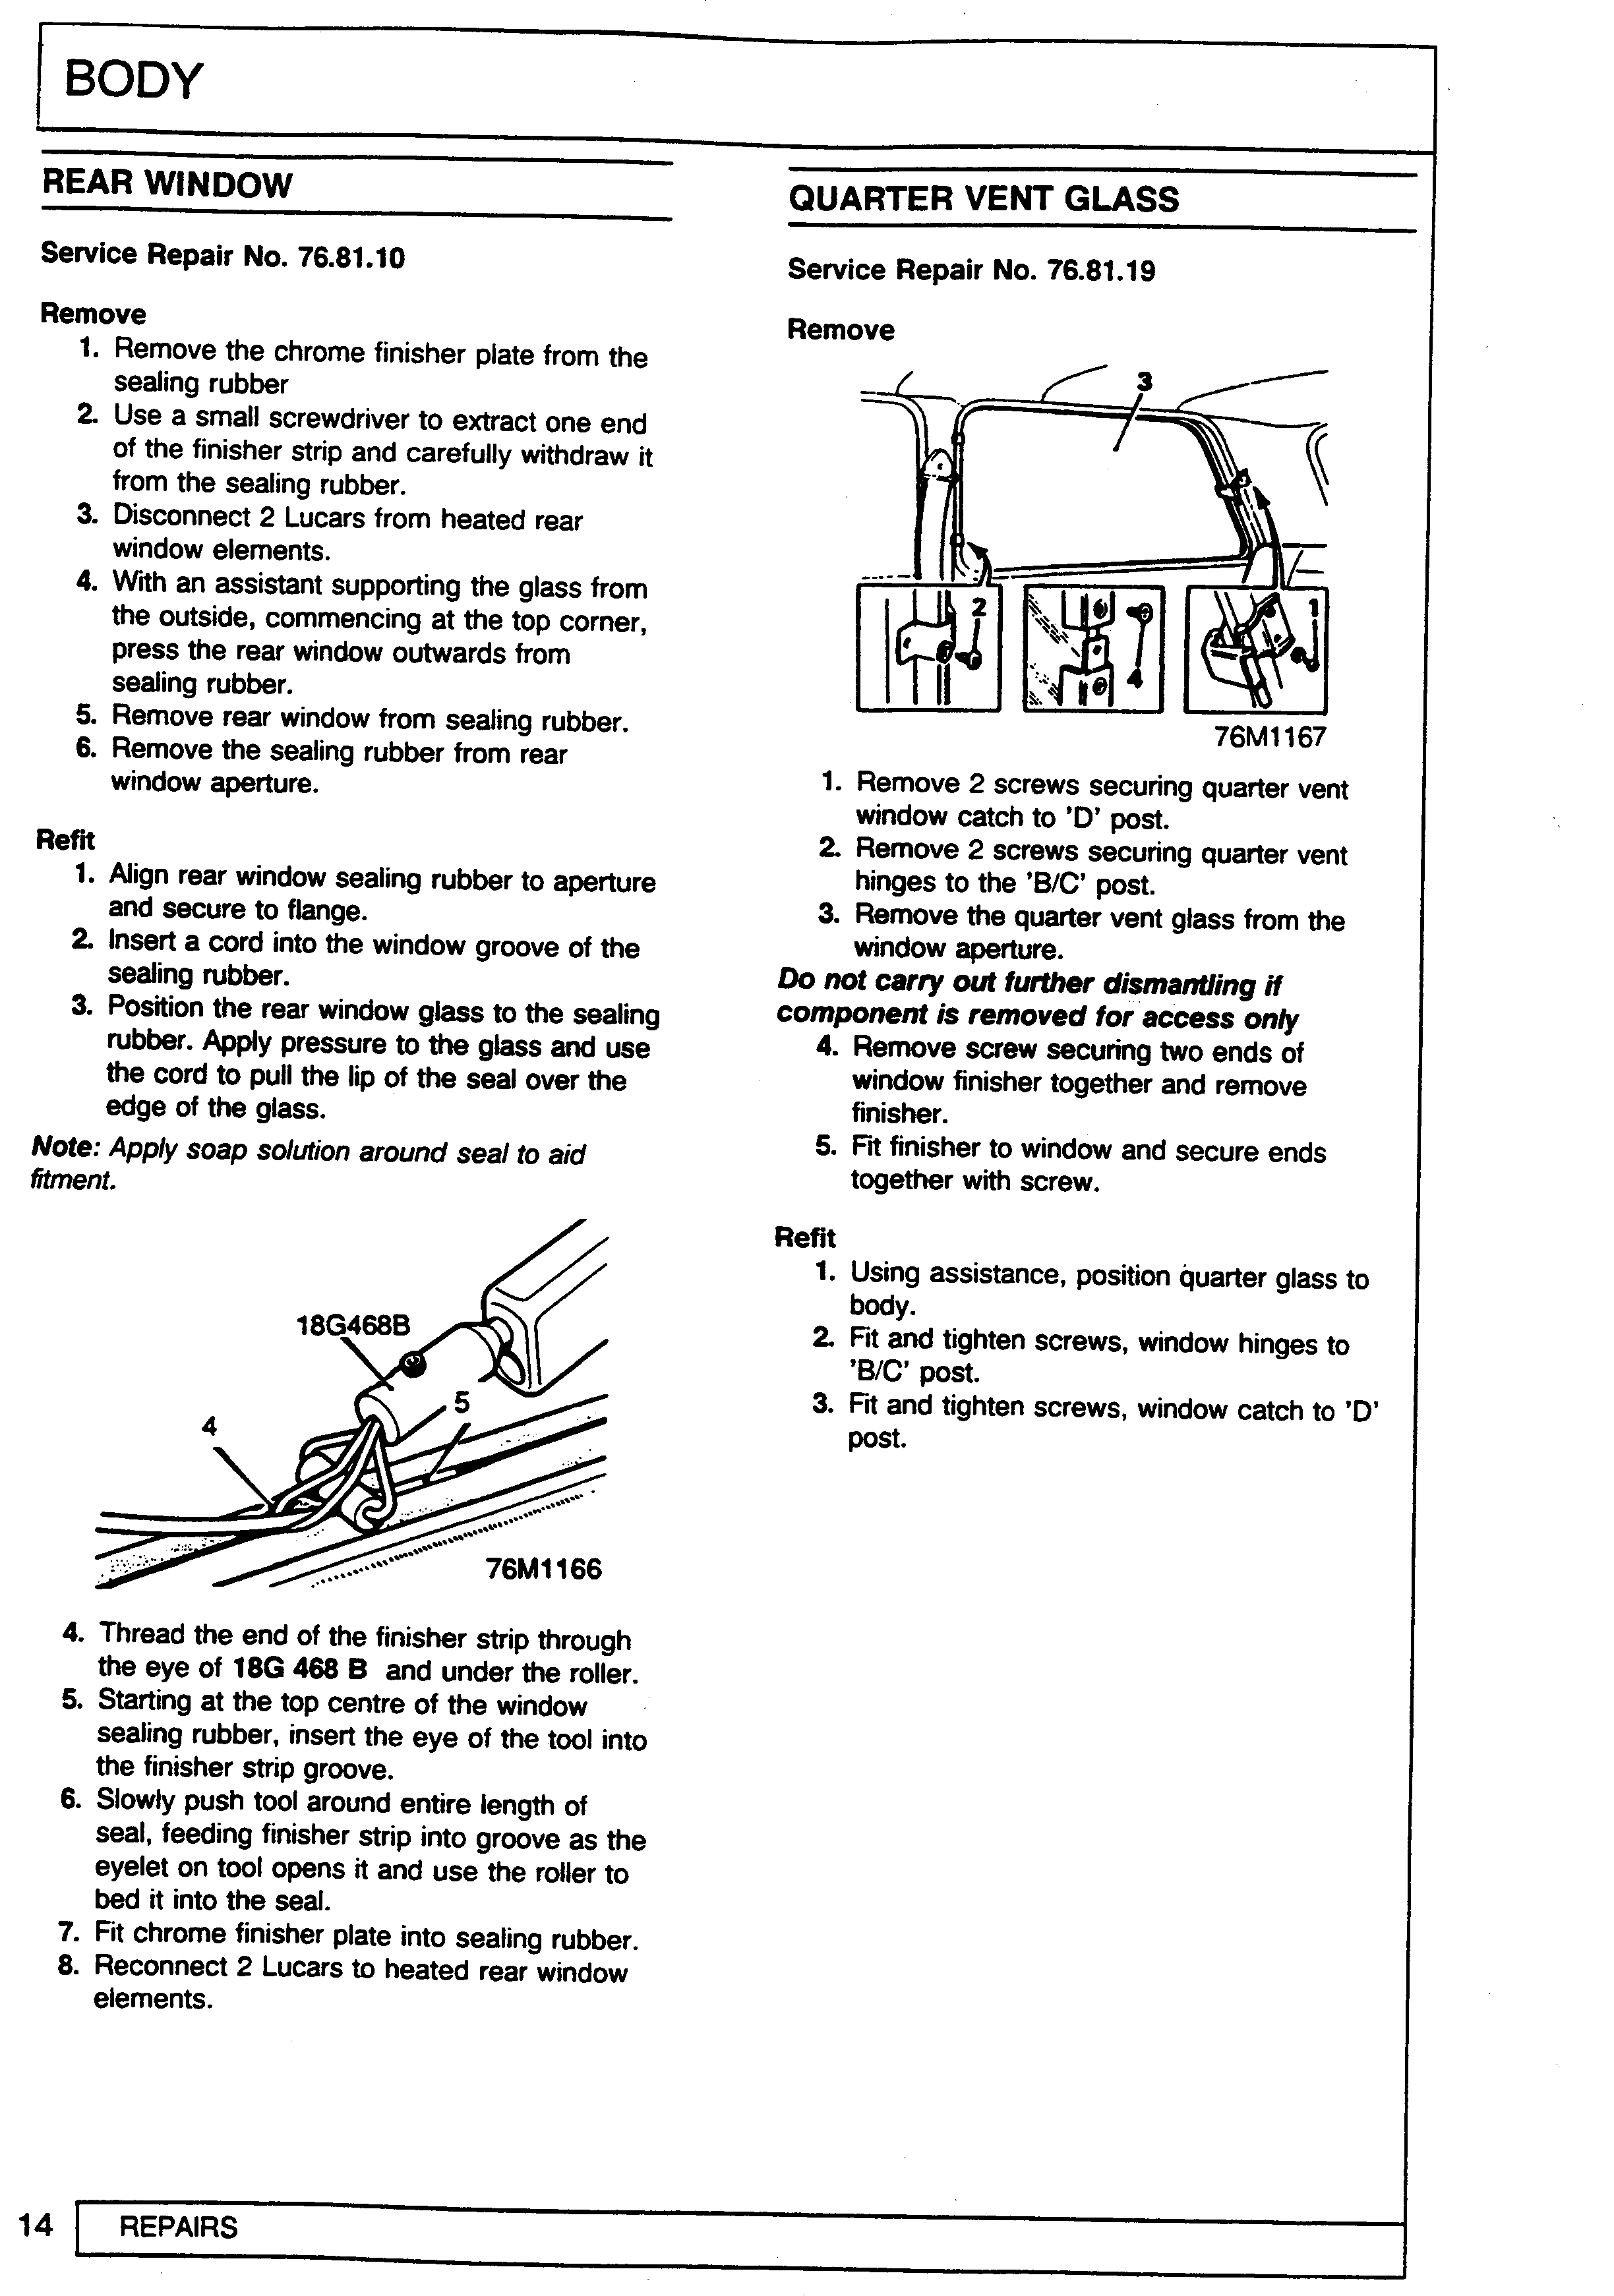 BODY
REAR WINDOW
Service Repair No. 76.81.10
Remove
1. Remove the chrome finisher plate from the
sealing rubber
2. Use a small screwdriver to extract one end
of the finisher strip and carefully withdraw it
from the sealing rubber.
3. Disconnect 2 Lucars from heated rear
window elements.
4. With an assistant supporting the glass from
the outside, commencing at the top corner,
press the rear window outwards from
sealing rubber.
5. Remove rear window from sealing rubber.
6. Remove the sealing rubber from rear
window aperture.
Refit
1. Align rear window sealing rubber to aperture
and secure to flange.
2. Insert a cord into the window groove of the
sealing rubber.
3. Position the rear window glass to the sealing
rubber. Apply pressure to the glass and use
the cord to pull the lip of the seal over the
edge of the glass.
Note: Apply soap solution around seal to aid
fitment.
18G468B
5
4
76M1166
4. Thread the end of the finisher strip through
the eye of 18G 468 B and under the roller.
5. Starting at the top centre of the window
sealing rubber, insert the eye of the tool into
the finisher strip groove.
6. Slowly push tool around entire length of
seal, feeding finisher strip into groove as the
eyelet on tool opens it and use the roller to
bed it into the seal.
7. Fit chrome finisher plate into sealing rubber.
8. Reconnect 2 Lucars to heated rear window
elements.
QUARTER VENT GLASS
Service Repair No. 76.81.19
Remove
3
2
4
1
76M1167
1. Remove 2 screws securing quarter vent
window catch to 'D' post.
2. Remove 2 screws securing quarter vent
hinges to the 'B/C' post.
3. Remove the quarter vent glass from the
window aperture.
Do not carry out further dismantling if
component is removed for access only
4. Remove screw securing two ends of
window finisher together and remove
finisher.
5. Fit finisher to window and secure ends
together with screw.
Refit
1. Using assistance, position quarter glass to
body.
2. Fit and tighten screws, window hinges to
'B/C' post.
3. Fit and tighten screws, window catch to 'D'
post.
14
REPAIRS